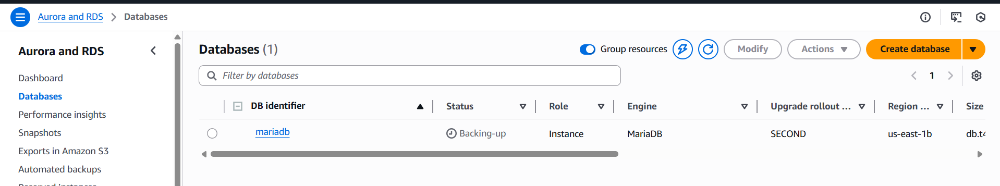 Aurora and RDS > Databases
Aurora and RDS
Dashboard
Databases
Performance insights
Snapshots
Exports in Amazon S3
Automated backups
Databases (1)
Group resources
Modify
Actions
Create database
Filter by databases
1
DB identifier Status Role Engine Upgrade rollout ... Region ... Size
mariadb Backing-up Instance MariaDB SECOND us-east-1b db.t4